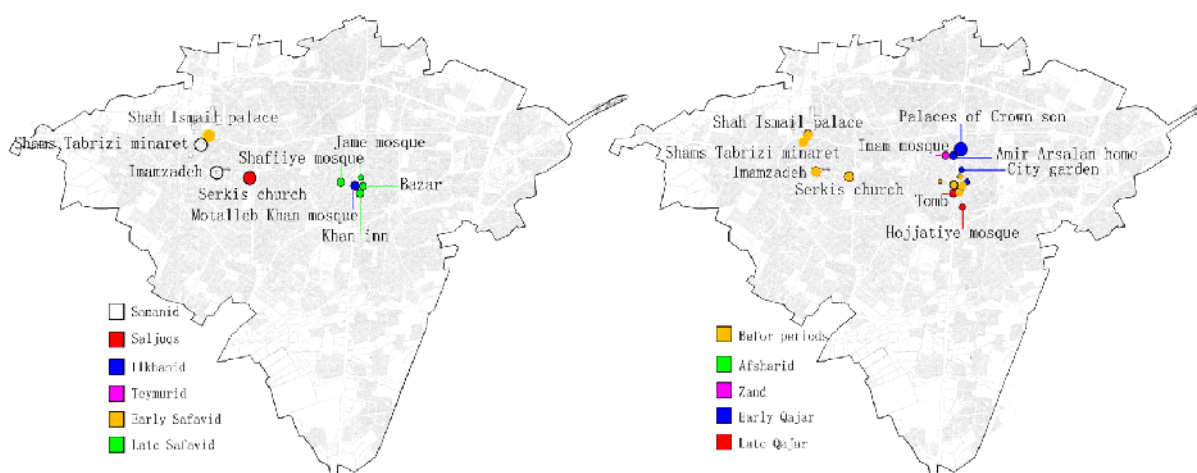 Shah Ismail palace
Shams Tabrizi minaret
Jame mosque
Shafiiye mosque
Imamzadeh
Bazar
Serkis church
Motalleb Khan mosque
Khan inn
Samanid
Saljuqs
Ilkhanid
Teymurid
Early Safavid
Late Safavid
Palaces of Crown son
Shah Ismail palace
Imam mosque
Shams Tabrizi minaret
Amir Arsalan home
Imamzadeh
City garden
Serkis church
Tomb
Hojjatiye mosque
Befor periods
Afsharid
Zand
Early Qajar
Late Qajar